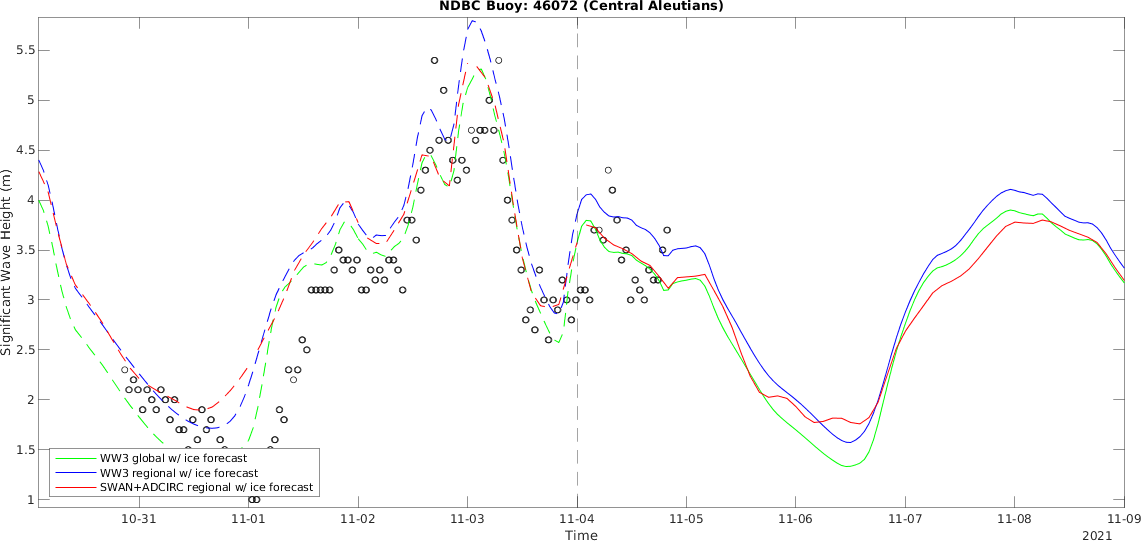 NDBC Buoy: 46072 (Central Aleutians)
5.5
5
4.5
4
3.5
3
2.5
2
1.5
1
Significant Wave Height (m)
WW3 global w/ ice forecast
WW3 regional w/ ice forecast
SWAN+ADCIRC regional w/ ice forecast
10-31 11-01 11-02 11-03 11-04 11-05 11-06 11-07 11-08 11-09
Time
2021